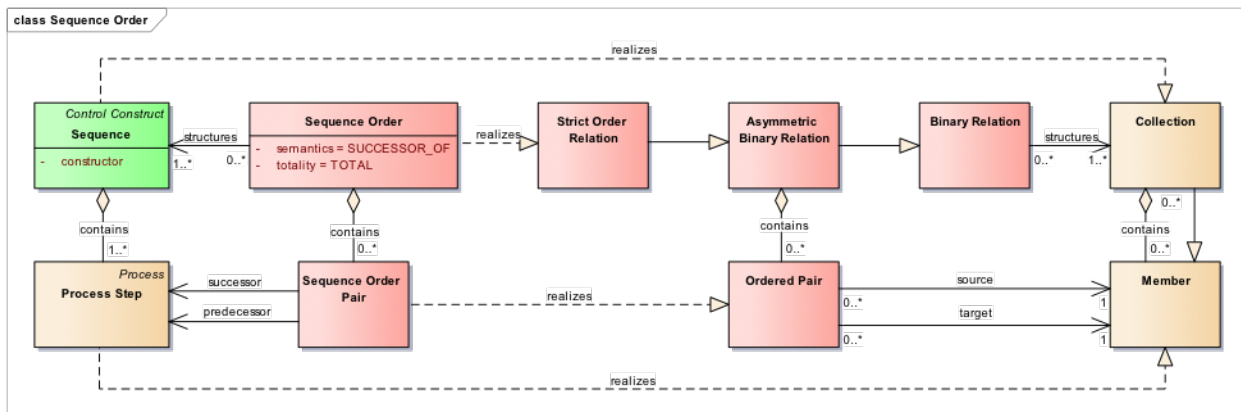 class Sequence Order
realizes
Control Construct
Sequence
- constructor
structures
1..*
0..*
Sequence Order
- semantics = SUCCESSOR_OF
- totality = TOTAL
realizes
Strict Order
Relation
Asymmetric
Binary Relation
Binary Relation
structures
0..*
1..*
Collection
0..*
contains
1..*
contains
0..*
contains
0..*
contains
0..*
Process
Process Step
successor
predecessor
Sequence Order
Pair
realizes
Ordered Pair
source
0..*
1
target
0..*
1
Member
realizes